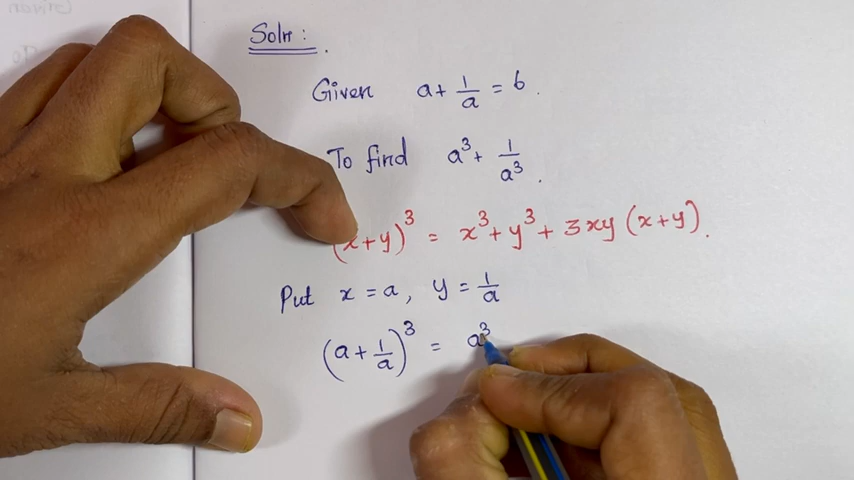 Soln :
Given a + 1/a = 6.
To find a³ + 1/a³.
(x+y)³ = x³ + y³ + 3xy (x+y).
Put x = a, y = 1/a
(a + 1/a)³ = a³